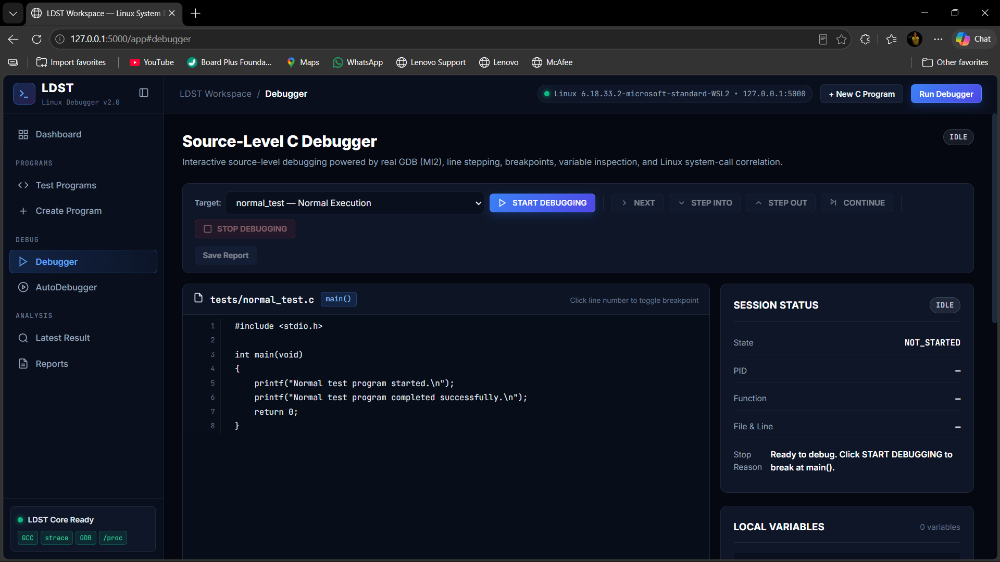 LDST Workspace — Linux System
127.0.0.1:5000/app#debugger
Chat
Import favorites
YouTube
Board Plus Founda...
Maps
WhatsApp
Lenovo Support
Lenovo
McAfee
Other favorites
LDST
Linux Debugger v2.0
LDST Workspace / Debugger
Linux 6.18.33.2-microsoft-standard-WSL2 • 127.0.0.1:5000
+ New C Program
Run Debugger
Dashboard
PROGRAMS
Test Programs
Create Program
DEBUG
Debugger
AutoDebugger
ANALYSIS
Latest Result
Reports
LDST Core Ready
GCC strace GDB /proc
Source-Level C Debugger
IDLE
Interactive source-level debugging powered by real GDB (MI2), line stepping, breakpoints, variable inspection, and Linux system-call correlation.
Target: normal_test — Normal Execution
START DEBUGGING
NEXT
STEP INTO
STEP OUT
CONTINUE
STOP DEBUGGING
Save Report
tests/normal_test.c main()
Click line number to toggle breakpoint
1 #include <stdio.h>
2
3 int main(void)
4 {
5 printf("Normal test program started.\n");
6 printf("Normal test program completed successfully.\n");
7 return 0;
8 }
SESSION STATUS IDLE
State NOT_STARTED
PID –
Function –
File & Line –
Stop Reason Ready to debug. Click START DEBUGGING to break at main().
LOCAL VARIABLES 0 variables